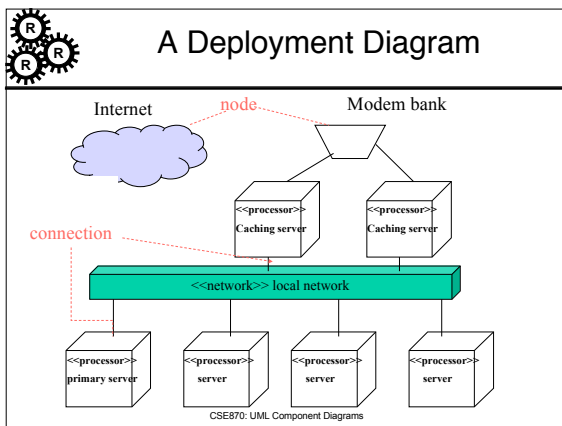 R
R
R
A Deployment Diagram
Internet
node
Modem bank
<<processor>>
Caching server
<<processor>>
Caching server
connection
<<network>> local network
<<processor>>
primary server
<<processor>>
server
<<processor>>
server
<<processor>>
server
CSE870: UML Component Diagrams